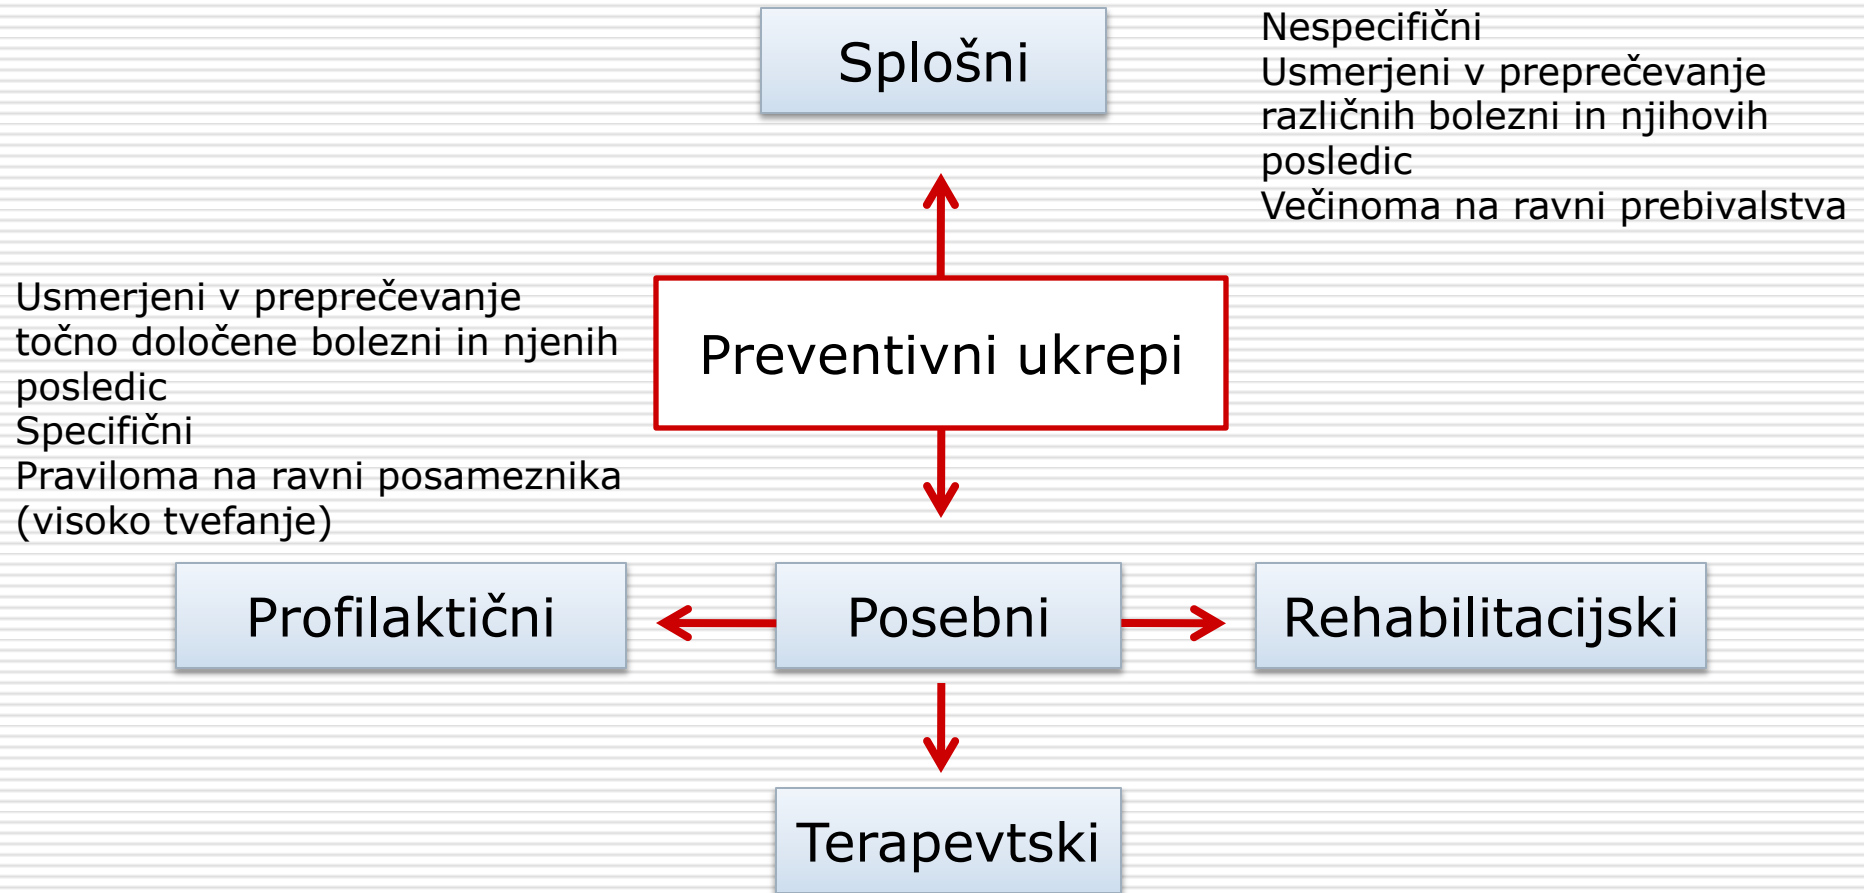 Splošni
Nespecifični
Usmerjeni v preprečevanje
različnih bolezni in njihovih
posledic
Večinoma na ravni prebivalstva
Usmerjeni v preprečevanje
točno določene bolezni in njenih
posledic
Specifični
Praviloma na ravni posameznika
(visoko tvefanje)
Preventivni ukrepi
Profilaktični
Posebni
Rehabilitacijski
Terapevtski